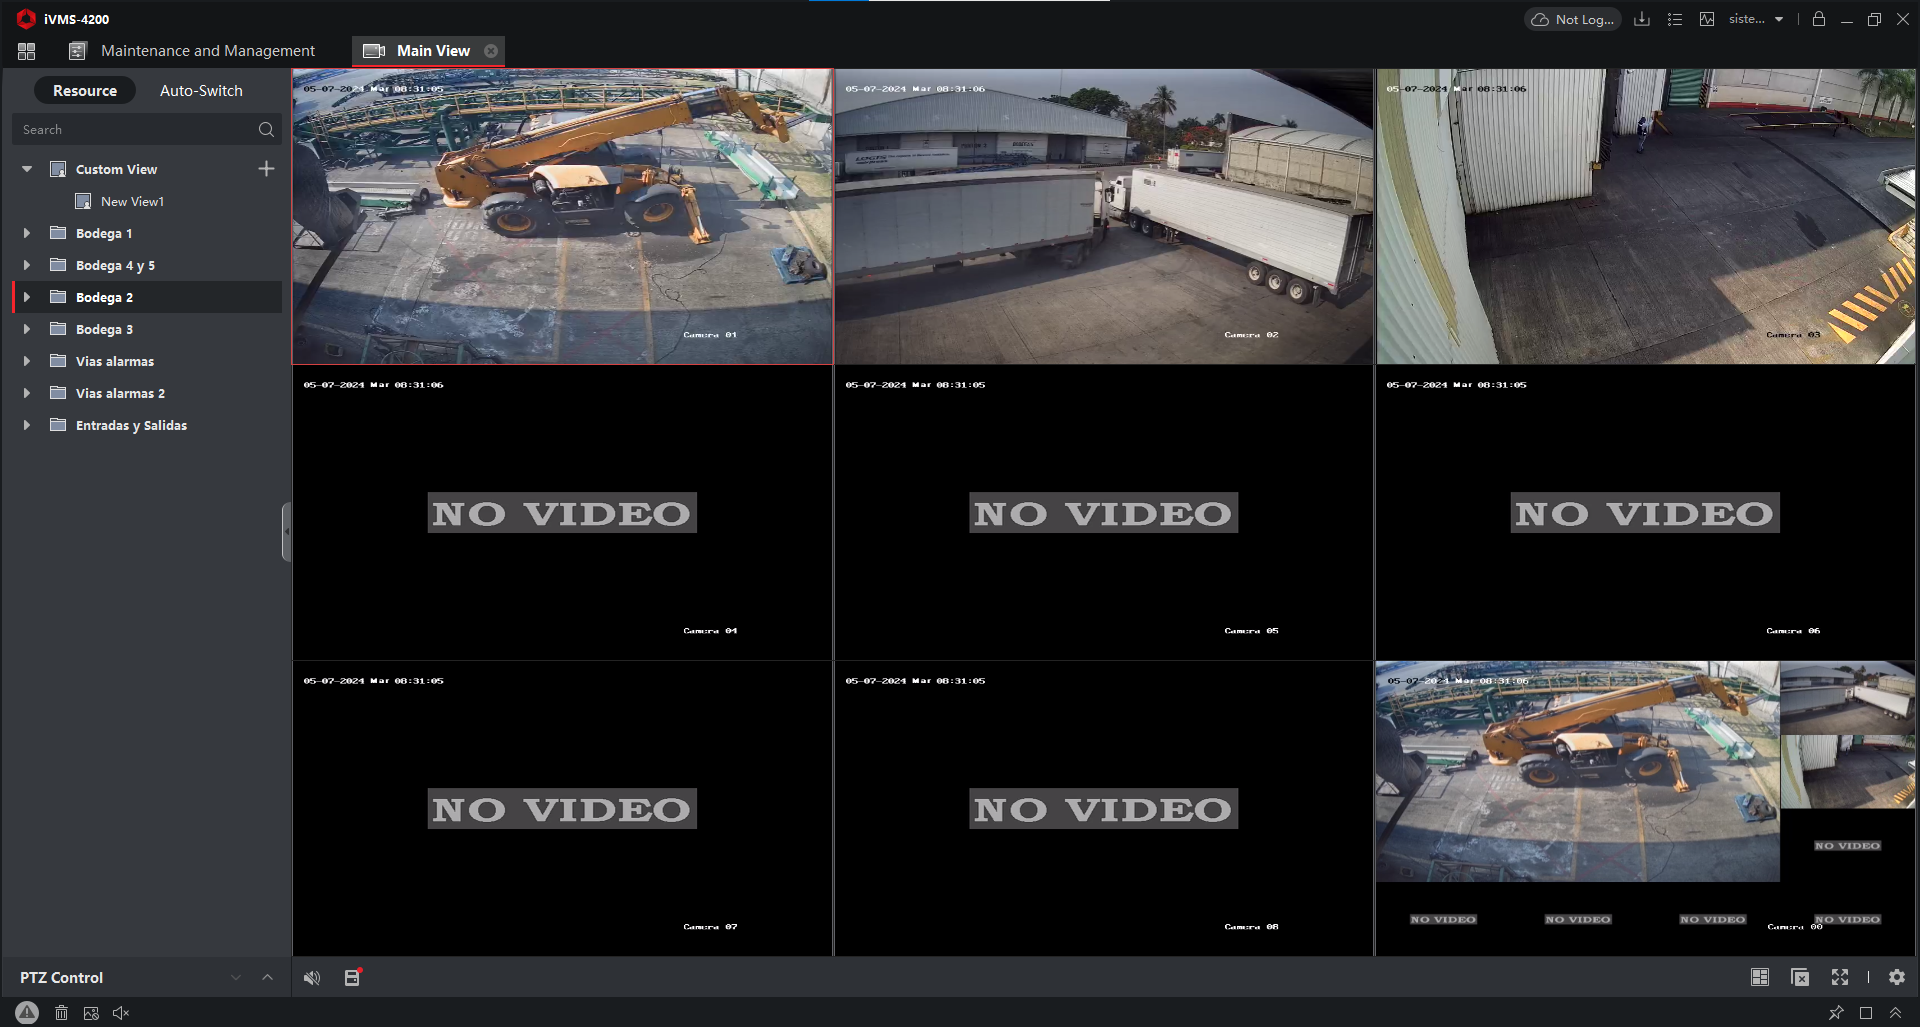 iVMS-4200
Not Log...
siste...
Maintenance and Management
Main View
Resource
Auto-Switch
Search
Custom View
New View1
Bodega 1
Bodega 4 y 5
Bodega 2
Bodega 3
Vias alarmas
Vias alarmas 2
Entradas y Salidas
05-07-2024 Mar 08:31:05
Camera 01
05-07-2024 Mar 08:31:06
LOGIS
BODEGAS
Camera 02
05-07-2024 Mar 08:31:06
Camera 03
05-07-2024 Mar 08:31:06
NO VIDEO
Camera 04
05-07-2024 Mar 08:31:05
NO VIDEO
Camera 05
05-07-2024 Mar 08:31:05
NO VIDEO
Camera 06
05-07-2024 Mar 08:31:05
NO VIDEO
Camera 07
05-07-2024 Mar 08:31:05
NO VIDEO
Camera 08
05-07-2024 Mar 08:31:06
NO VIDEO
NO VIDEO
NO VIDEO
NO VIDEO
NO VIDEO
Camera 00
PTZ Control